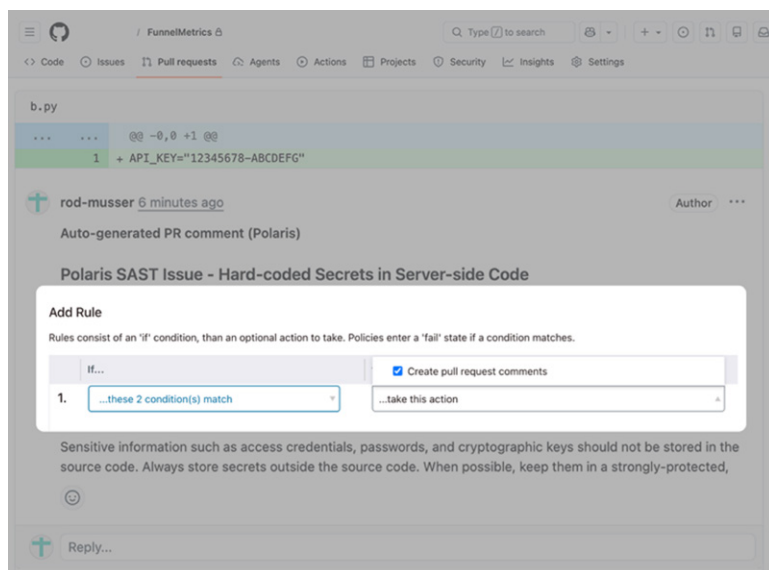 / FunnelMetrics
Type / to search
Code Issues Pull requests Agents Actions Projects Security Insights Settings
b.py
... ... @@ -0,0 +1 @@
1 + API_KEY="12345678-ABCDEFG"
rod-musser 6 minutes ago Author ...
Auto-generated PR comment (Polaris)
Polaris SAST Issue - Hard-coded Secrets in Server-side Code
Add Rule
Rules consist of an 'if' condition, than an optional action to take. Policies enter a 'fail' state if a condition matches.
If...
Create pull request comments
1. ...these 2 condition(s) match ...take this action
Sensitive information such as access credentials, passwords, and cryptographic keys should not be stored in the
source code. Always store secrets outside the source code. When possible, keep them in a strongly-protected,
Reply...